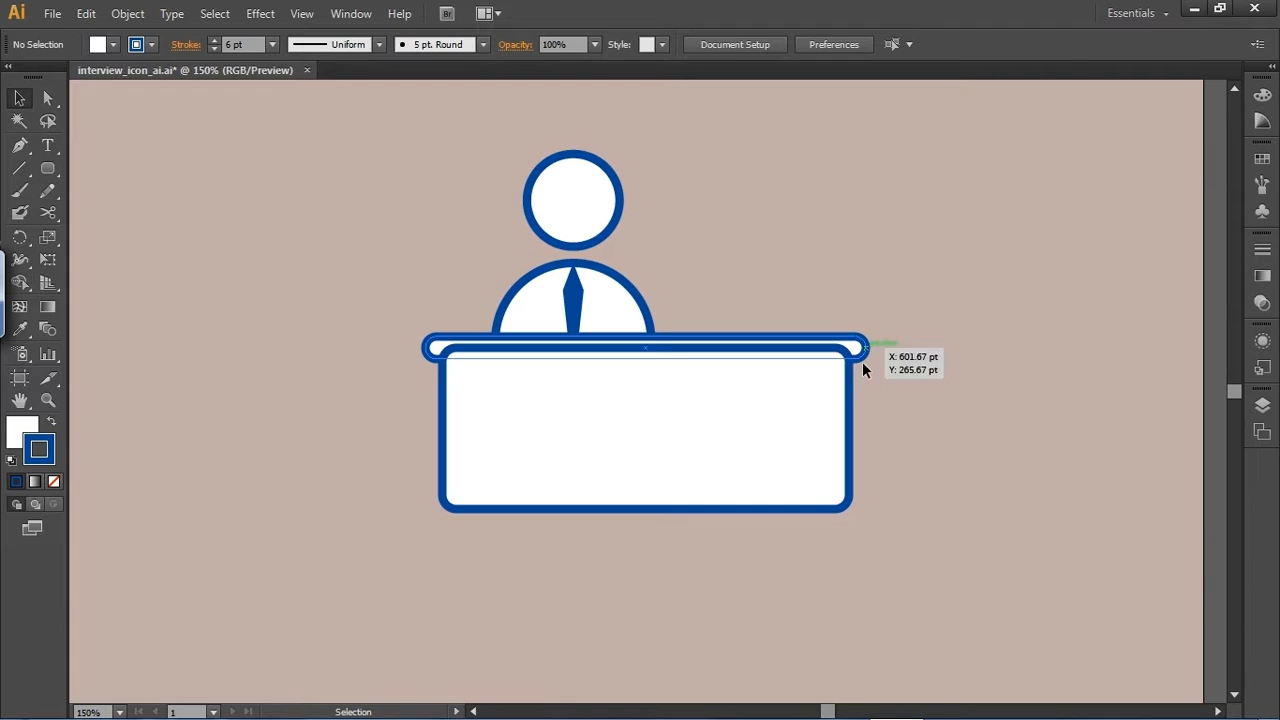 Ai File Edit Object Type Select Effect View Window Help Br Essentials
No Selection Stroke: 6 pt Uniform 5 pt. Round Opacity: 100% Style: Document Setup Preferences
interview_icon_ai.ai* @ 150% (RGB/Preview) ×
X: 601.67 pt
Y: 265.67 pt
150% 1 Selection